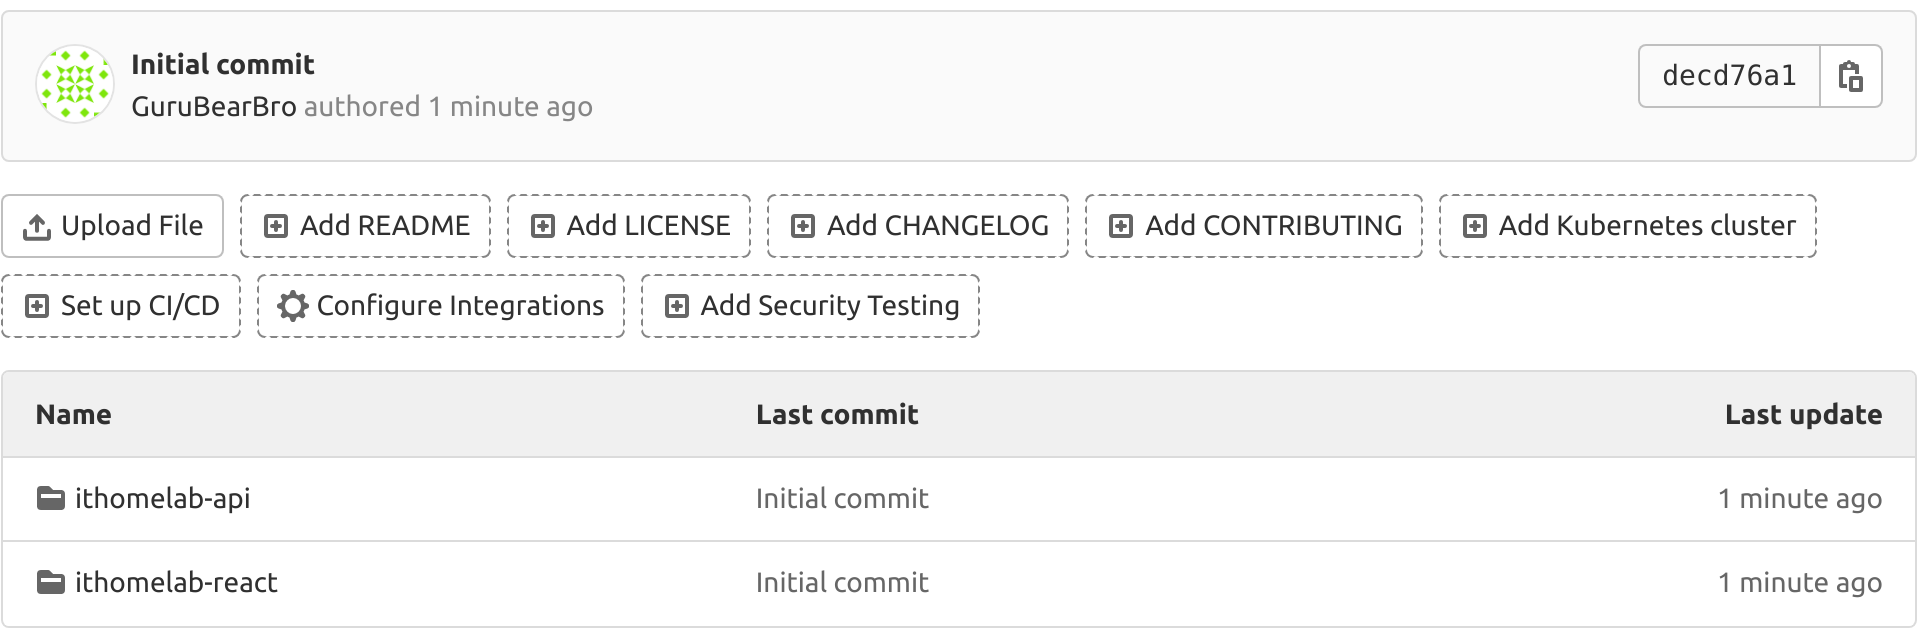 Initial commit
GuruBearBro authored 1 minute ago
decd76a1
Upload File
Add README
Add LICENSE
Add CHANGELOG
Add CONTRIBUTING
Add Kubernetes cluster
Set up CI/CD
Configure Integrations
Add Security Testing
Name Last commit Last update
ithomelab-api Initial commit 1 minute ago
ithomelab-react Initial commit 1 minute ago